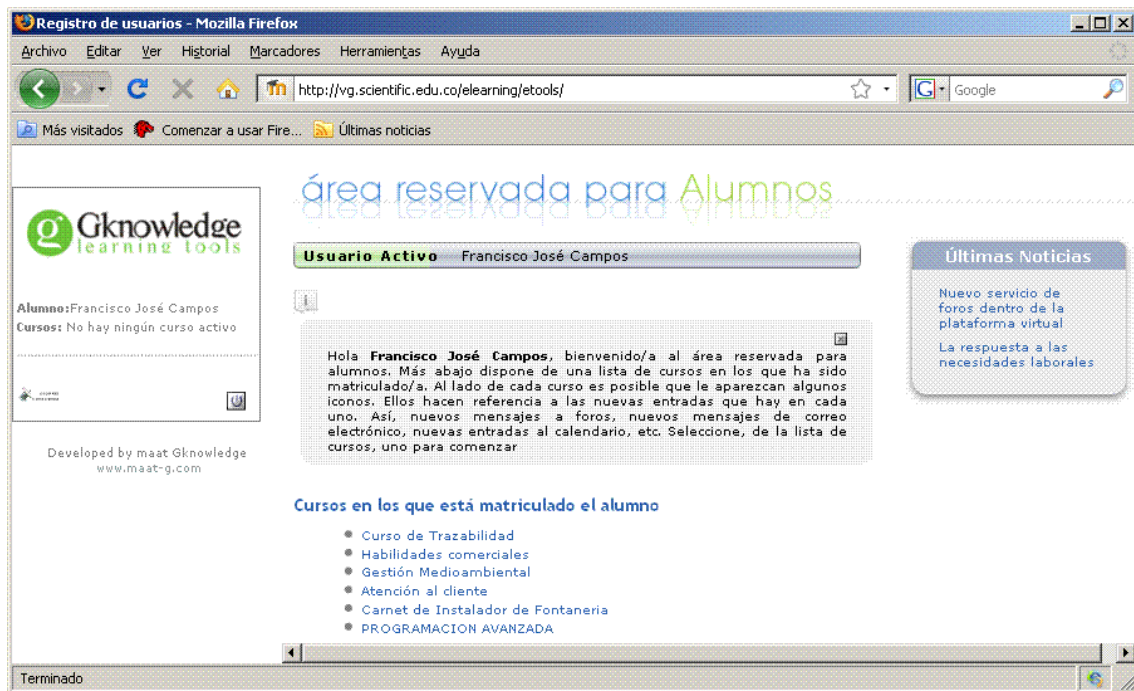 Registro de usuarios - Mozilla Firefox
Archivo Editar Ver Historial Marcadores Herramientas Ayuda
http://vg.scientific.edu.co/elearning/etools/
Google
Más visitados Comenzar a usar Fire... Últimas noticias
Gknowledge
learning tools
Alumno:Francisco José Campos
Cursos: No hay ningún curso activo
Developed by maat Gknowledge
www.maat-g.com
área reservada para Alumnos
Usuario Activo Francisco José Campos
Hola Francisco José Campos, bienvenido/a al área reservada para
alumnos. Más abajo dispone de una lista de cursos en los que ha sido
matriculado/a. Al lado de cada curso es posible que le aparezcan algunos
iconos. Ellos hacen referencia a las nuevas entradas que hay en cada
uno. Así, nuevos mensajes a foros, nuevos mensajes de correo
electrónico, nuevas entradas al calendario, etc. Seleccione, de la lista de
cursos, uno para comenzar
Cursos en los que está matriculado el alumno
Curso de Trazabilidad
Habilidades comerciales
Gestión Medioambiental
Atención al cliente
Carnet de Instalador de Fontaneria
PROGRAMACION AVANZADA
Últimas Noticias
Nuevo servicio de
foros dentro de la
plataforma virtual
La respuesta a las
necesidades laborales
Terminado